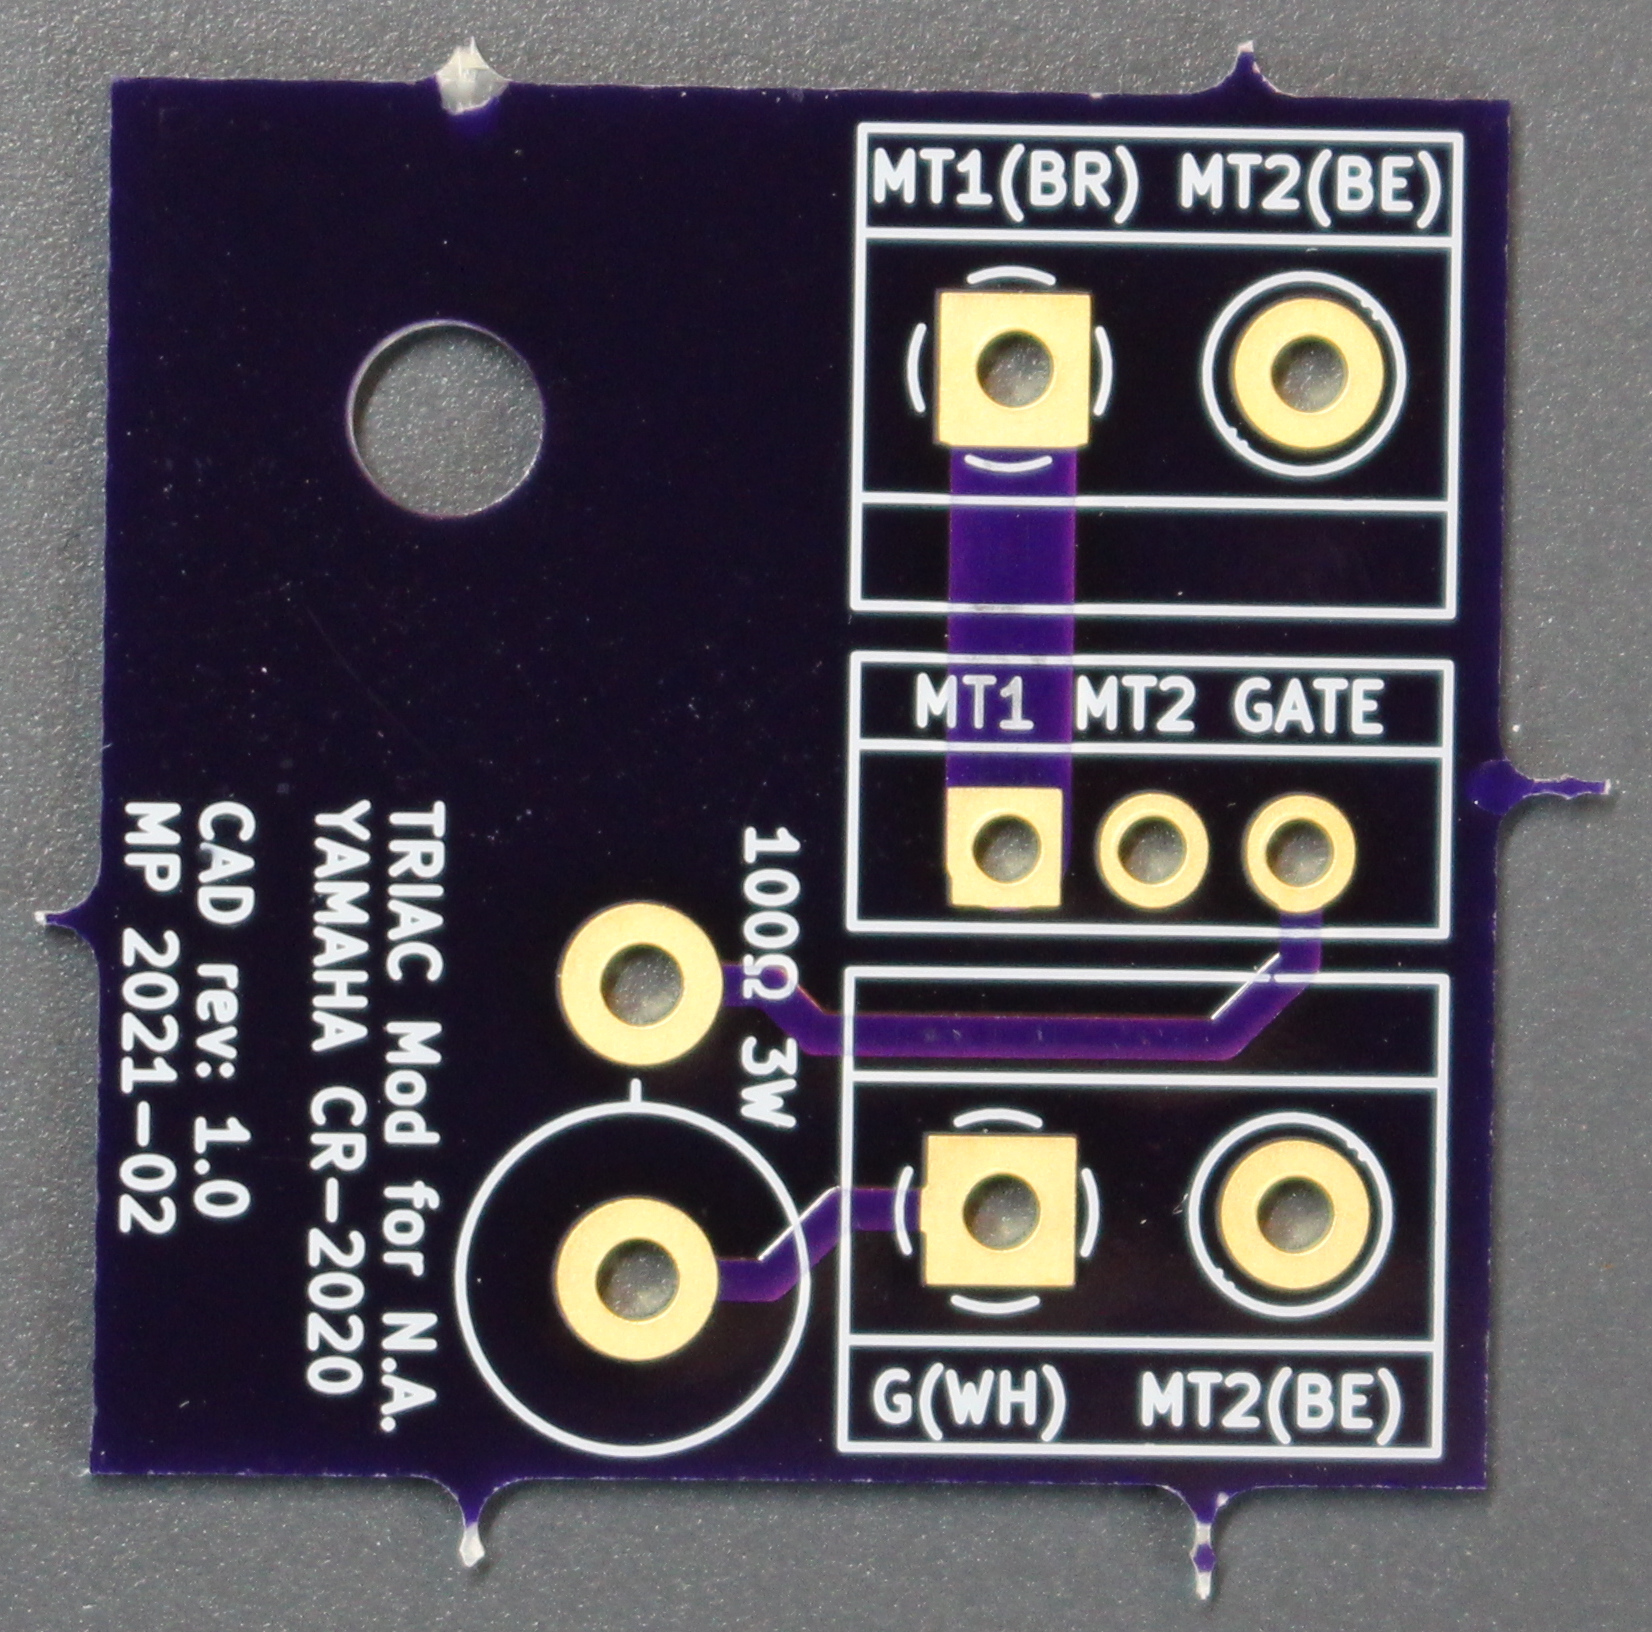 MT1(BR) MT2(BE)
MT1 MT2 GATE
100Ω 3W
TRIAC Mod for N.A.
YAMAHA CR-2020
CAD rev: 1.0
MP 2021-02
G(WH) MT2(BE)